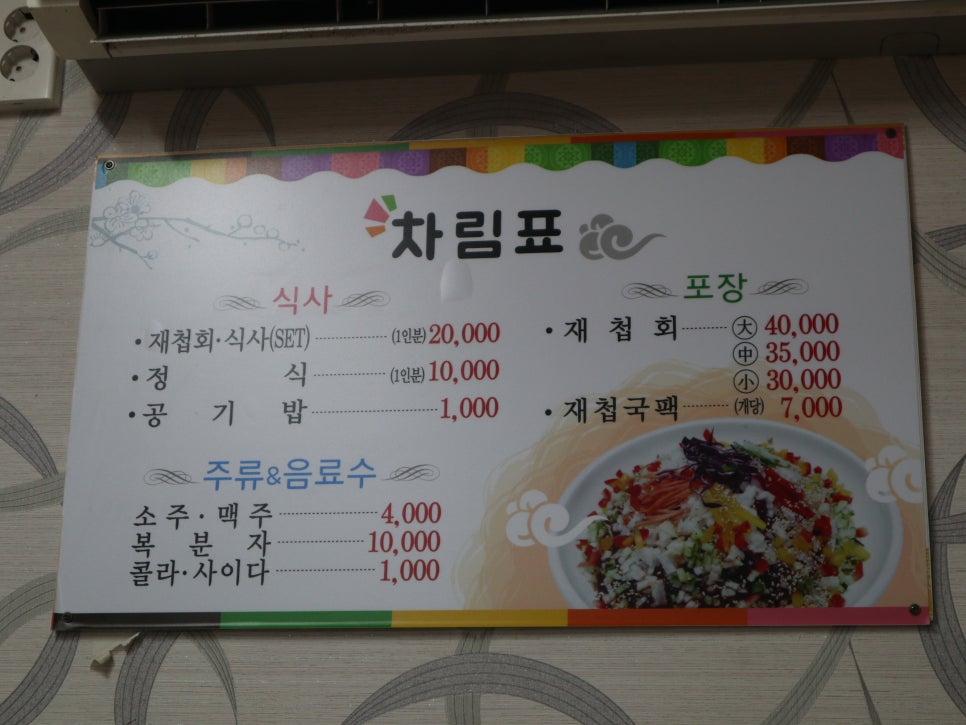 차림표
식사
• 재첩회·식사(SET) (1인분) 20,000
• 정식 (1인분) 10,000
• 공기밥 1,000
포장
• 재첩회 大 40,000
中 35,000
小 30,000
• 재첩국팩 (개당) 7,000
주류&음료수
소주·맥주 4,000
복분자 10,000
콜라·사이다 1,000